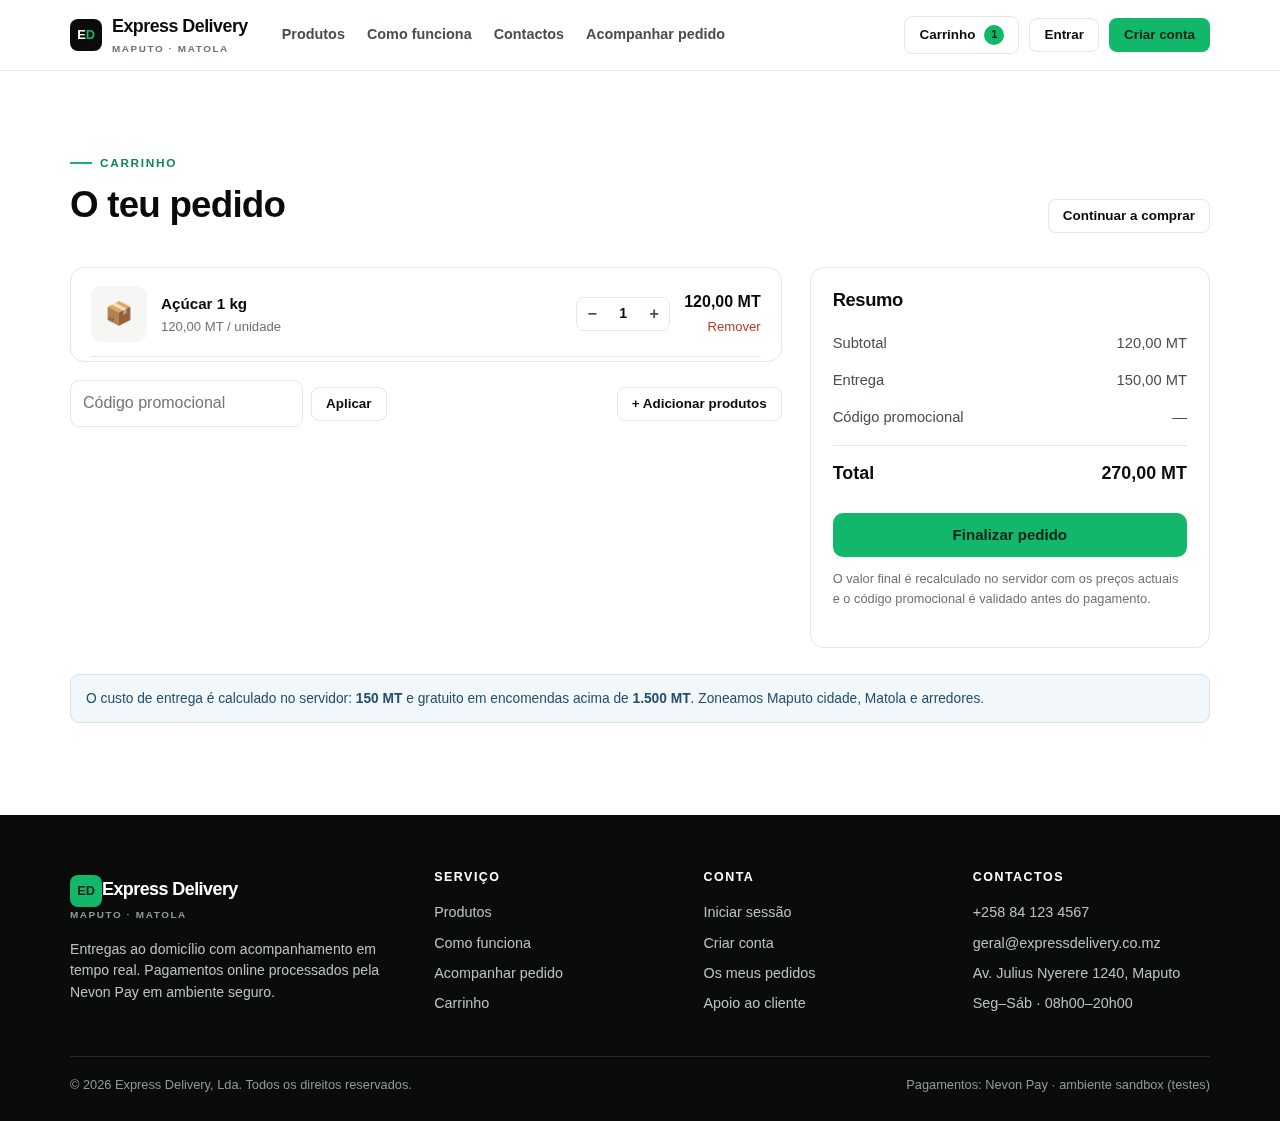 ED
Express Delivery
MAPUTO · MATOLA
Produtos
Como funciona
Contactos
Acompanhar pedido
Carrinho 1
Entrar
Criar conta
CARRINHO
O teu pedido
Continuar a comprar
Açúcar 1 kg
120,00 MT / unidade
− 1 +
120,00 MT
Remover
Código promocional
Aplicar
+ Adicionar produtos
Resumo
Subtotal 120,00 MT
Entrega 150,00 MT
Código promocional —
Total 270,00 MT
Finalizar pedido
O valor final é recalculado no servidor com os preços actuais
e o código promocional é validado antes do pagamento.
O custo de entrega é calculado no servidor: 150 MT e gratuito em encomendas acima de 1.500 MT. Zoneamos Maputo cidade, Matola e arredores.
ED Express Delivery
MAPUTO · MATOLA
Entregas ao domicílio com acompanhamento em
tempo real. Pagamentos online processados pela
Nevon Pay em ambiente seguro.
SERVIÇO
Produtos
Como funciona
Acompanhar pedido
Carrinho
CONTA
Iniciar sessão
Criar conta
Os meus pedidos
Apoio ao cliente
CONTACTOS
+258 84 123 4567
geral@expressdelivery.co.mz
Av. Julius Nyerere 1240, Maputo
Seg–Sáb · 08h00–20h00
© 2026 Express Delivery, Lda. Todos os direitos reservados.
Pagamentos: Nevon Pay · ambiente sandbox (testes)